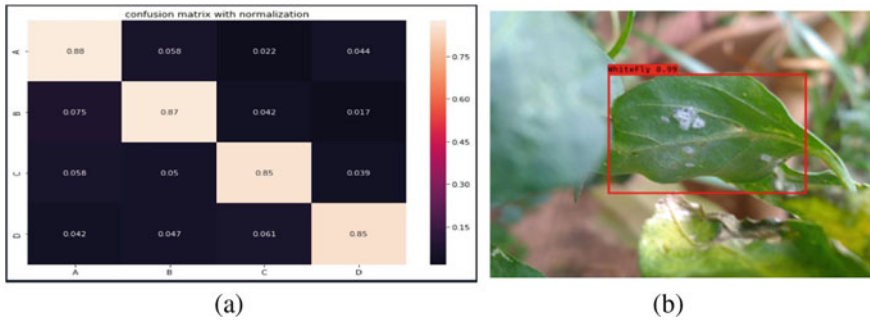 confusion matrix with normalization
A 0.88 0.058 0.022 0.044
B 0.075 0.87 0.042 0.017
C 0.058 0.05 0.85 0.039
D 0.042 0.047 0.061 0.85
A B C D
0.75
0.60
0.45
0.30
0.15
Whitefly 0.99
(a)
(b)